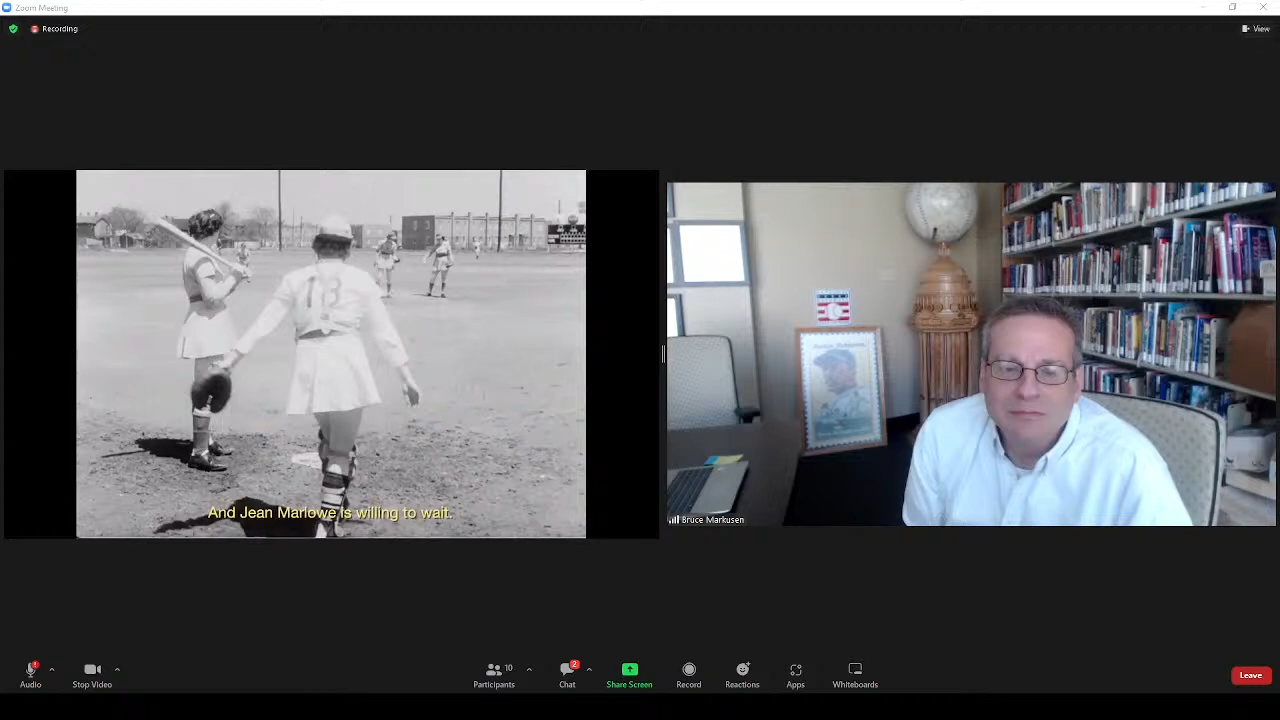 Zoom Meeting
Recording
View
13
And Jean Marlowe is willing to wait.
Bruce Markusen
Audio
Stop Video
10
Participants
2
Chat
Share Screen
Record
Reactions
Apps
Whiteboards
Leave